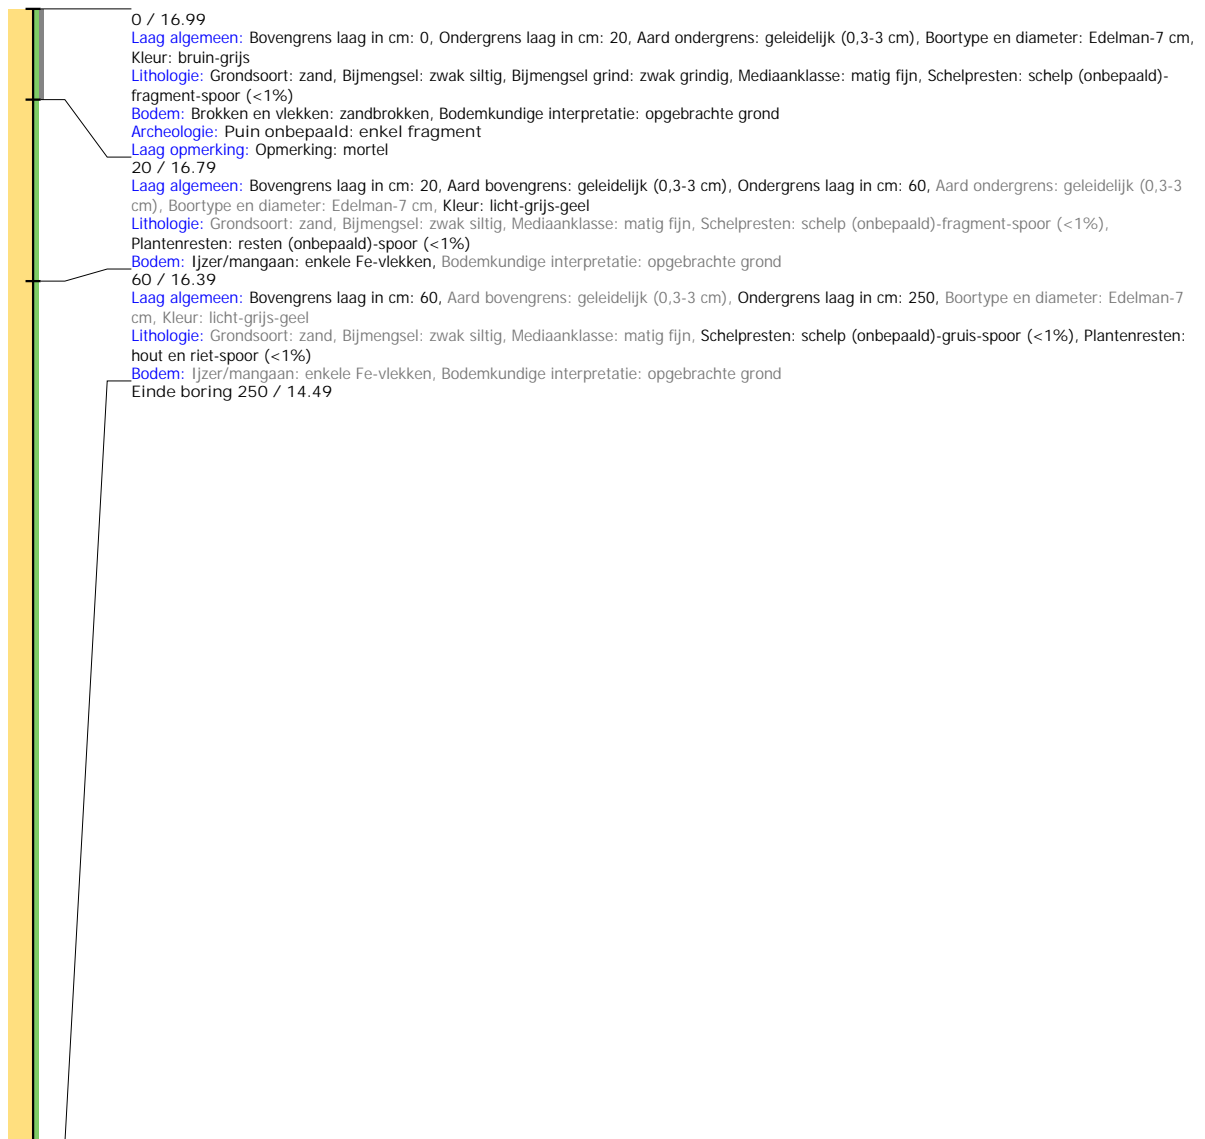 0 / 16.99
Laag algemeen: Bovengrens laag in cm: 0, Ondergrens laag in cm: 20, Aard ondergrens: geleidelijk (0,3-3 cm), Boortype en diameter: Edelman-7 cm,
Kleur: bruin-grijs
Lithologie: Grondsoort: zand, Bijmengsel: zwak siltig, Bijmengsel grind: zwak grindig, Mediaanklasse: matig fijn, Schelpresten: schelp (onbepaald)-
fragment-spoor (<1%)
Bodem: Brokken en vlekken: zandbrokken, Bodemkundige interpretatie: opgebrachte grond
Archeologie: Puin onbepaald: enkel fragment
Laag opmerking: Opmerking: mortel
20 / 16.79
Laag algemeen: Bovengrens laag in cm: 20, Aard bovengrens: geleidelijk (0,3-3 cm), Ondergrens laag in cm: 60, Aard ondergrens: geleidelijk (0,3-3
cm), Boortype en diameter: Edelman-7 cm, Kleur: licht-grijs-geel
Lithologie: Grondsoort: zand, Bijmengsel: zwak siltig, Mediaanklasse: matig fijn, Schelpresten: schelp (onbepaald)-fragment-spoor (<1%),
Plantenresten: resten (onbepaald)-spoor (<1%)
Bodem: Ijzer/mangaan: enkele Fe-vlekken, Bodemkundige interpretatie: opgebrachte grond
60 / 16.39
Laag algemeen: Bovengrens laag in cm: 60, Aard bovengrens: geleidelijk (0,3-3 cm), Ondergrens laag in cm: 250, Boortype en diameter: Edelman-7
cm, Kleur: licht-grijs-geel
Lithologie: Grondsoort: zand, Bijmengsel: zwak siltig, Mediaanklasse: matig fijn, Schelpresten: schelp (onbepaald)-gruis-spoor (<1%), Plantenresten:
hout en riet-spoor (<1%)
Bodem: Ijzer/mangaan: enkele Fe-vlekken, Bodemkundige interpretatie: opgebrachte grond
Einde boring 250 / 14.49